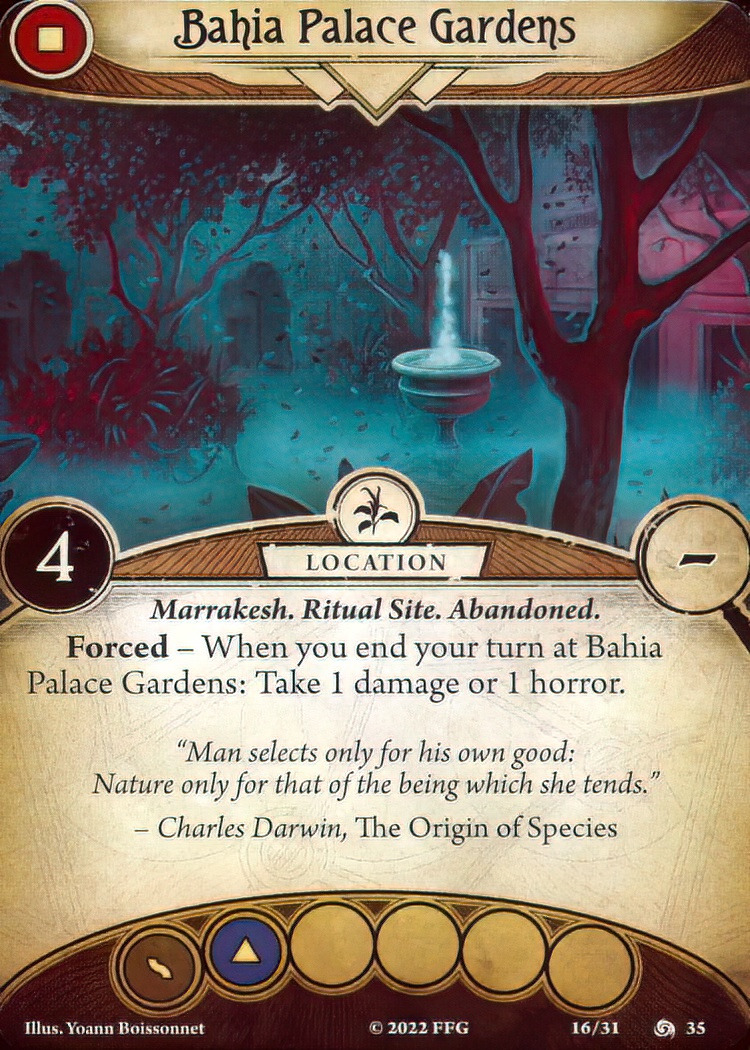 Bahia Palace Gardens
4
LOCATION
–
Marrakesh. Ritual Site. Abandoned.
Forced – When you end your turn at Bahia
Palace Gardens: Take 1 damage or 1 horror.
“Man selects only for his own good:
Nature only for that of the being which she tends.”
– Charles Darwin, The Origin of Species
Illus. Yoann Boissonnet © 2022 FFG 16/31 35